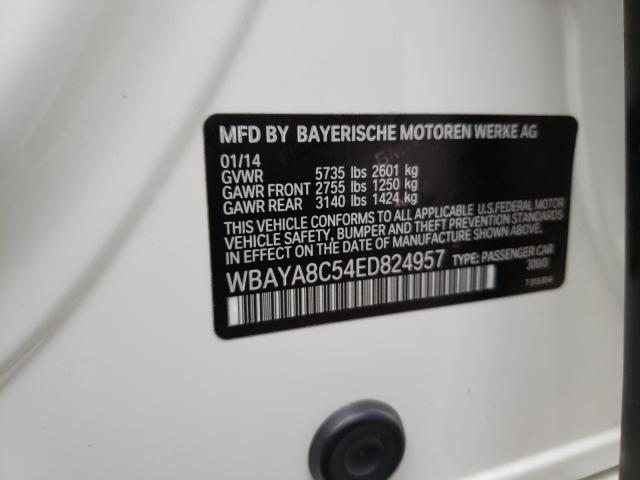 MFD BY BAYERISCHE MOTOREN WERKE AG
01/14
GVWR 5735 lbs 2601 kg
GAWR FRONT 2755 lbs 1250 kg
GAWR REAR 3140 lbs 1424 kg
THIS VEHICLE CONFORMS TO ALL APPLICABLE U.S. FEDERAL MOTOR
VEHICLE SAFETY, BUMPER AND THEFT PREVENTION STANDARDS
IN EFFECT ON THE DATE OF MANUFACTURE SHOWN ABOVE.
WBAYA8C54ED824957 TYPE: PASSENGER CAR
300/0